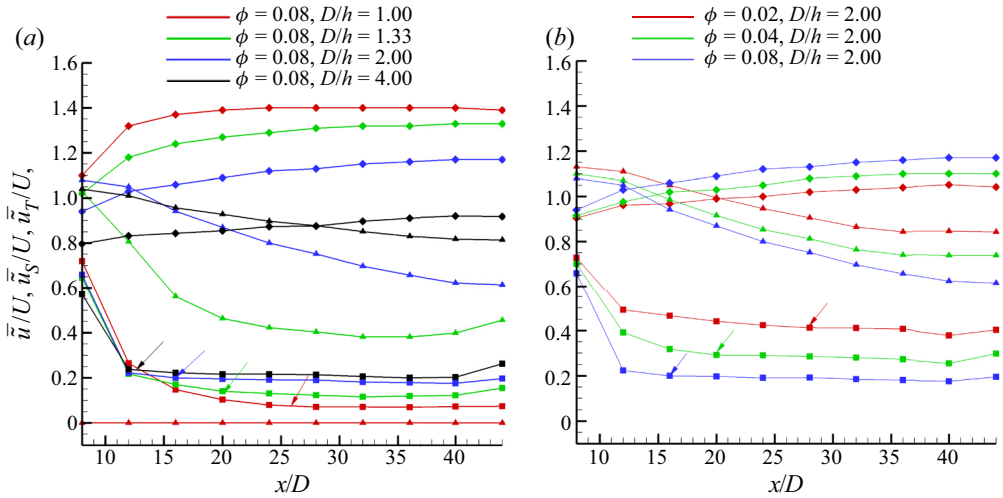 (a)
ϕ = 0.08, D/h = 1.00
ϕ = 0.08, D/h = 1.33
ϕ = 0.08, D/h = 2.00
ϕ = 0.08, D/h = 4.00
1.6
1.4
1.2
1.0
0.8
0.6
0.4
0.2
0
ũ̅/U, ũ̅_S/U, ũ̅_T/U,
10 15 20 25 30 35 40
x/D
(b)
ϕ = 0.02, D/h = 2.00
ϕ = 0.04, D/h = 2.00
ϕ = 0.08, D/h = 2.00
1.6
1.4
1.2
1.0
0.8
0.6
0.4
0.2
0
10 15 20 25 30 35 40
x/D